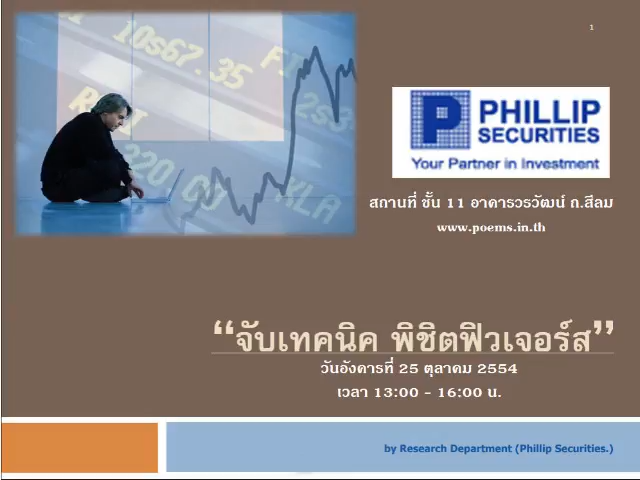 1
10s67.35
PHILLIP
SECURITIES
Your Partner in Investment
สถานที่ ชั้น 11 อาคารวรวัฒน์ ถ.สีลม
www.poems.in.th
“จับเทคนิค พิชิตฟิวเจอร์ส”
วันอังคารที่ 25 ตุลาคม 2554
เวลา 13:00 - 16:00 น.
by Research Department (Phillip Securities.)